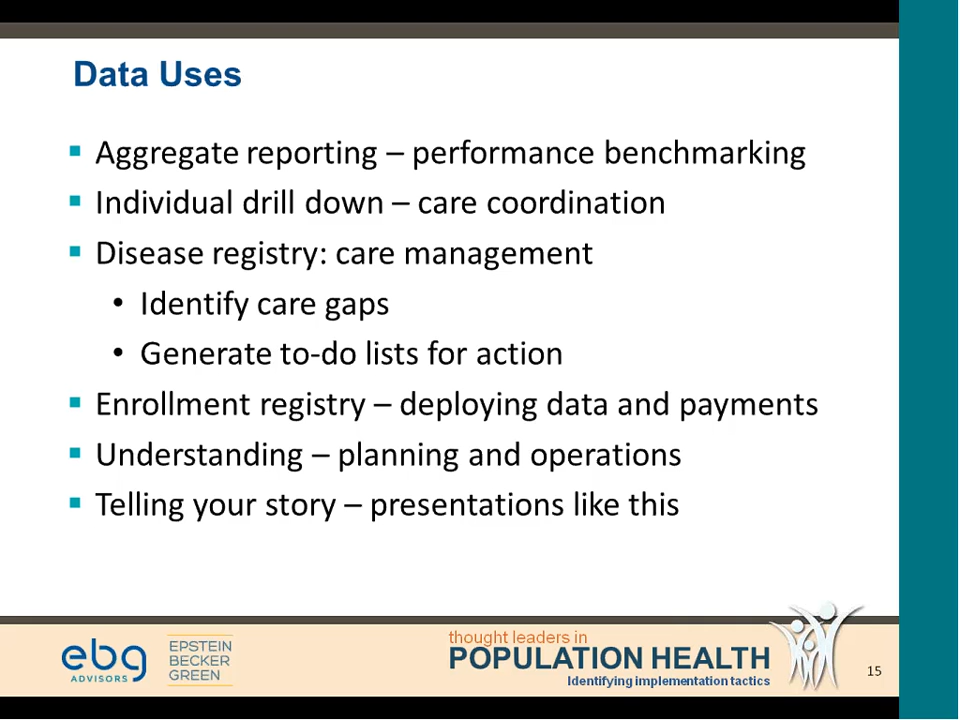 Data Uses
Aggregate reporting – performance benchmarking
Individual drill down – care coordination
Disease registry: care management
• Identify care gaps
• Generate to-do lists for action
Enrollment registry – deploying data and payments
Understanding – planning and operations
Telling your story – presentations like this
ebg
ADVISORS
EPSTEIN
BECKER
GREEN
thought leaders in
POPULATION HEALTH
Identifying implementation tactics
15